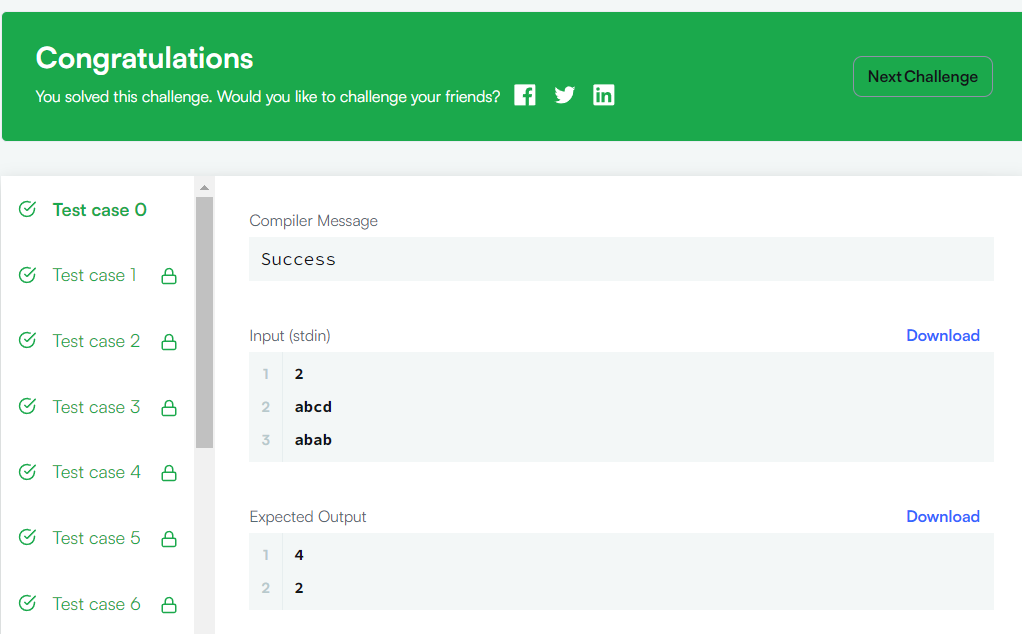 Congratulations
You solved this challenge. Would you like to challenge your friends?
Next Challenge
Test case 0
Test case 1
Test case 2
Test case 3
Test case 4
Test case 5
Test case 6
Compiler Message
Success
Input (stdin)
Download
1 2
2 abcd
3 abab
Expected Output
Download
1 4
2 2